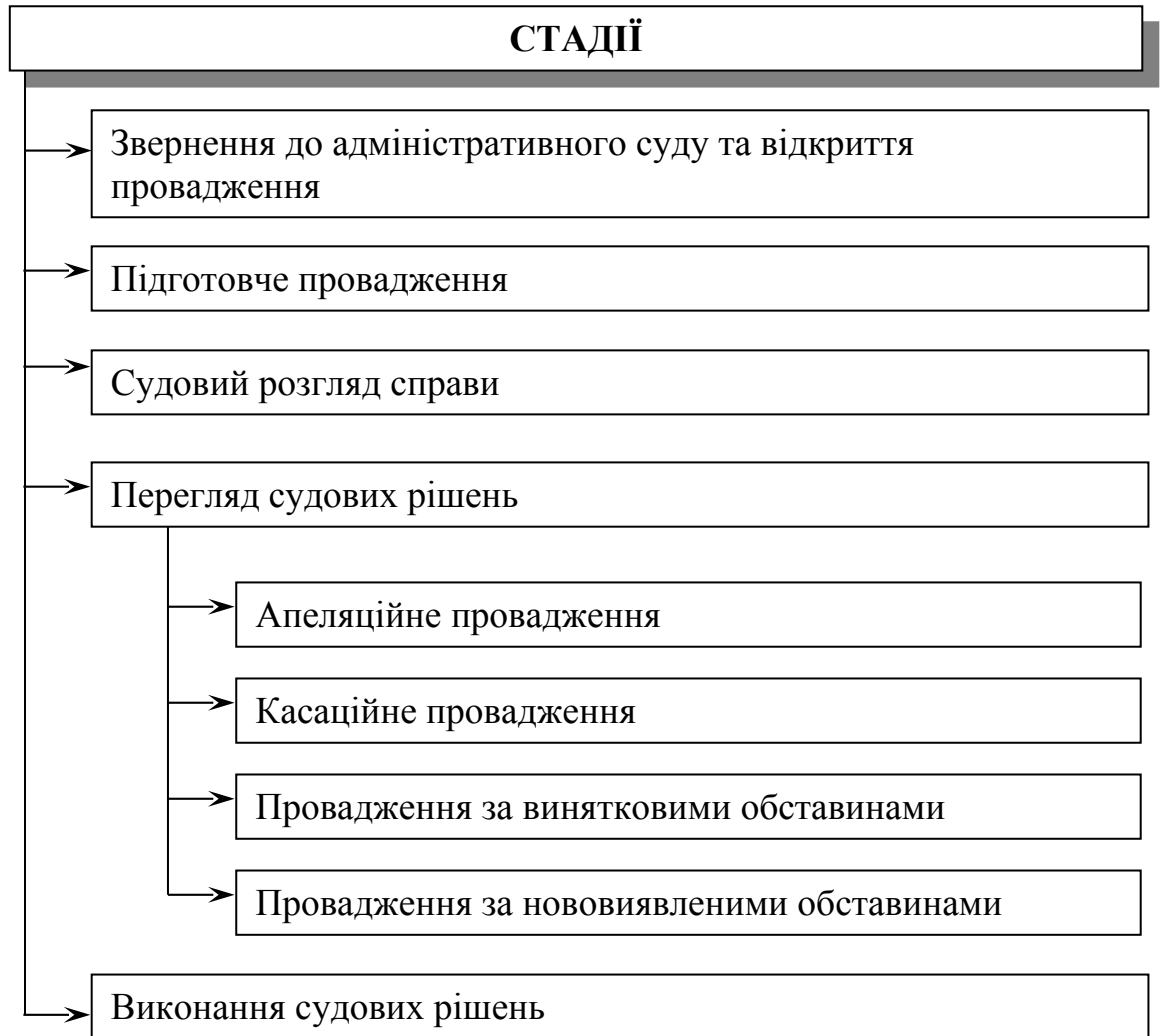 СТАДІЇ
Звернення до адміністративного суду та відкриття
провадження
Підготовче провадження
Судовий розгляд справи
Перегляд судових рішень
Апеляційне провадження
Касаційне провадження
Провадження за винятковими обставинами
Провадження за нововиявленими обставинами
Виконання судових рішень